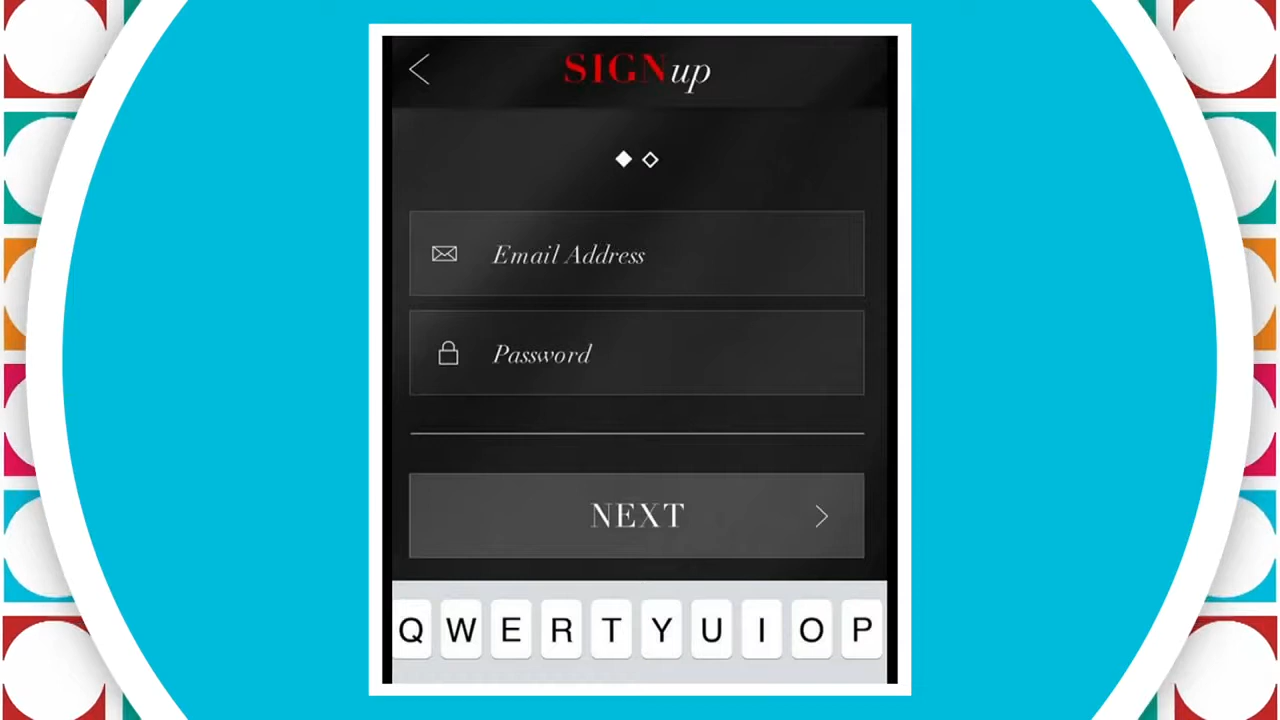 SIGNup
Email Address
Password
NEXT
Q W E R T Y U I O P